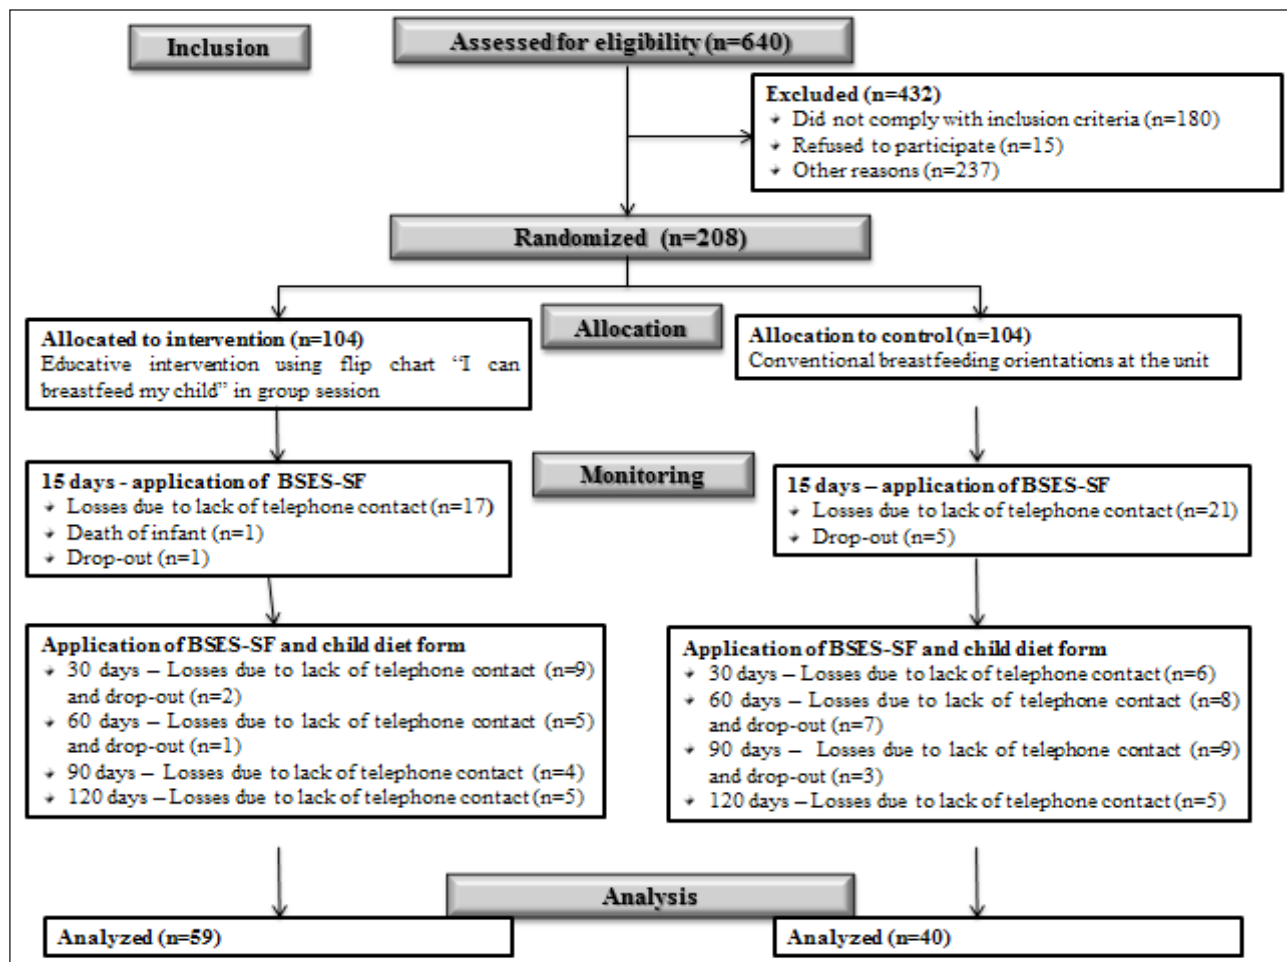 Inclusion
Assessed for eligibility (n=640)
Excluded (n=432)
Did not comply with inclusion criteria (n=180)
Refused to participate (n=15)
Other reasons (n=237)
Randomized (n=208)
Allocation
Allocated to intervention (n=104)
Educative intervention using flip chart “I can
breastfeed my child” in group session
Allocation to control (n=104)
Conventional breastfeeding orientations at the unit
Monitoring
15 days - application of BSES-SF
Losses due to lack of telephone contact (n=17)
Death of infant (n=1)
Drop-out (n=1)
15 days – application of BSES-SF
Losses due to lack of telephone contact (n=21)
Drop-out (n=5)
Application of BSES-SF and child diet form
30 days – Losses due to lack of telephone contact (n=9)
and drop-out (n=2)
60 days – Losses due to lack of telephone contact (n=5)
and drop-out (n=1)
90 days – Losses due to lack of telephone contact (n=4)
120 days – Losses due to lack of telephone contact (n=5)
Application of BSES-SF and child diet form
30 days – Losses due to lack of telephone contact (n=6)
60 days – Losses due to lack of telephone contact (n=8)
and drop-out (n=7)
90 days – Losses due to lack of telephone contact (n=9)
and drop-out (n=3)
120 days – Losses due to lack of telephone contact (n=5)
Analysis
Analyzed (n=59)
Analyzed (n=40)